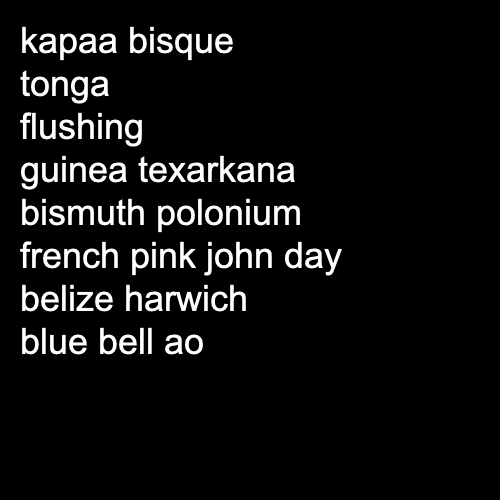 kapaa bisque
tonga
flushing
guinea texarkana
bismuth polonium
french pink john day
belize harwich
blue bell ao